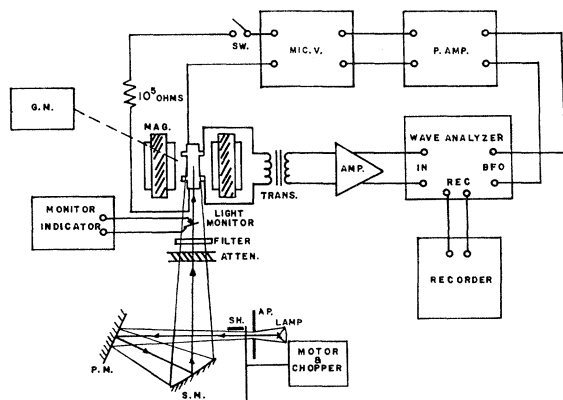 SW.
MIC. V.
P. AMP.
10⁵ OHMS
G. M.
MAG.
WAVE ANALYZER
IN
BFO
REC
AMP.
TRANS.
MONITOR
INDICATOR
LIGHT
MONITOR
FILTER
ATTEN.
RECORDER
SH.
AP.
LAMP
MOTOR
&
CHOPPER
P. M.
S.M.